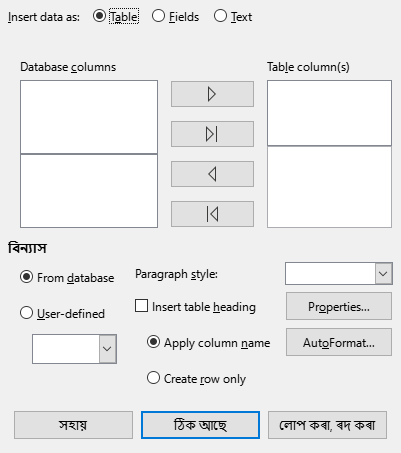 Insert data as: Table Fields Text
Database columns Table column(s)
বিন্যাস
From database Paragraph style:
Insert table heading Properties...
User-defined
Apply column name AutoFormat...
Create row only
সহায় ঠিক আছে লোপ কৰা, ৰদ কৰা